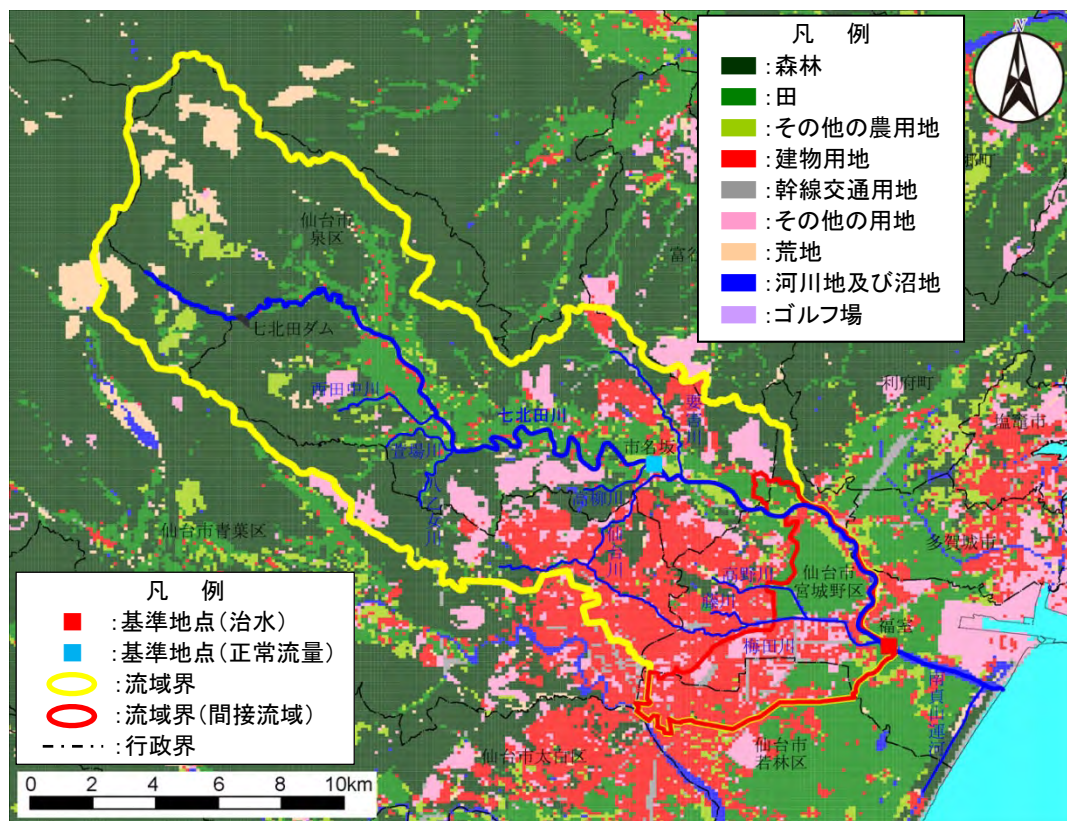 凡 例
:森林
:田
:その他の農用地
:建物用地
:幹線交通用地
:その他の用地
:荒地
:河川地及び沼地
:ゴルフ場
N
仙台市
泉区
七北田ダム
西田中川
七北田川
萱場川
八乙女川
市名坂
要害川
高柳川
仙台川
利府町
塩竈市
多賀城市
仙台市青葉区
高野川
藤川
仙台市
宮城野区
福室
梅田川
南貞山運河
仙台市
若林区
仙台市太白区
凡 例
:基準地点(治水)
:基準地点(正常流量)
:流域界
:流域界(間接流域)
:行政界
0 2 4 6 8 10km